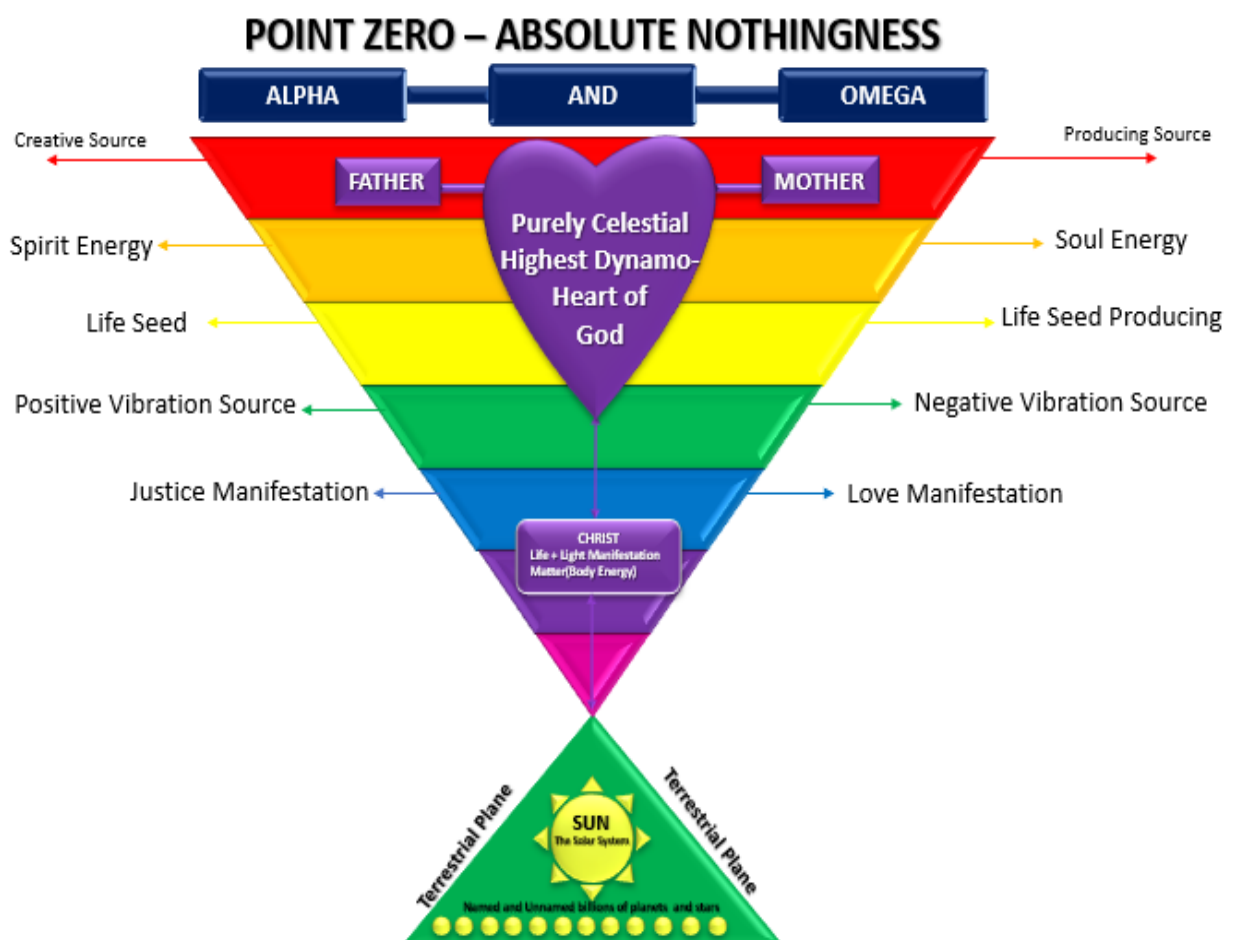 POINT ZERO – ABSOLUTE NOTHINGNESS
ALPHA AND OMEGA
Creative Source
Producing Source
FATHER
MOTHER
Purely Celestial
Highest Dynamo-
Heart of
God
Spirit Energy
Soul Energy
Life Seed
Life Seed Producing
Positive Vibration Source
Negative Vibration Source
Justice Manifestation
Love Manifestation
CHRIST
Life + Light Manifestation
Matter(Body Energy)
Terrestrial Plane
Terrestrial Plane
SUN
The Solar System
Named and Unnamed billions of planets and stars